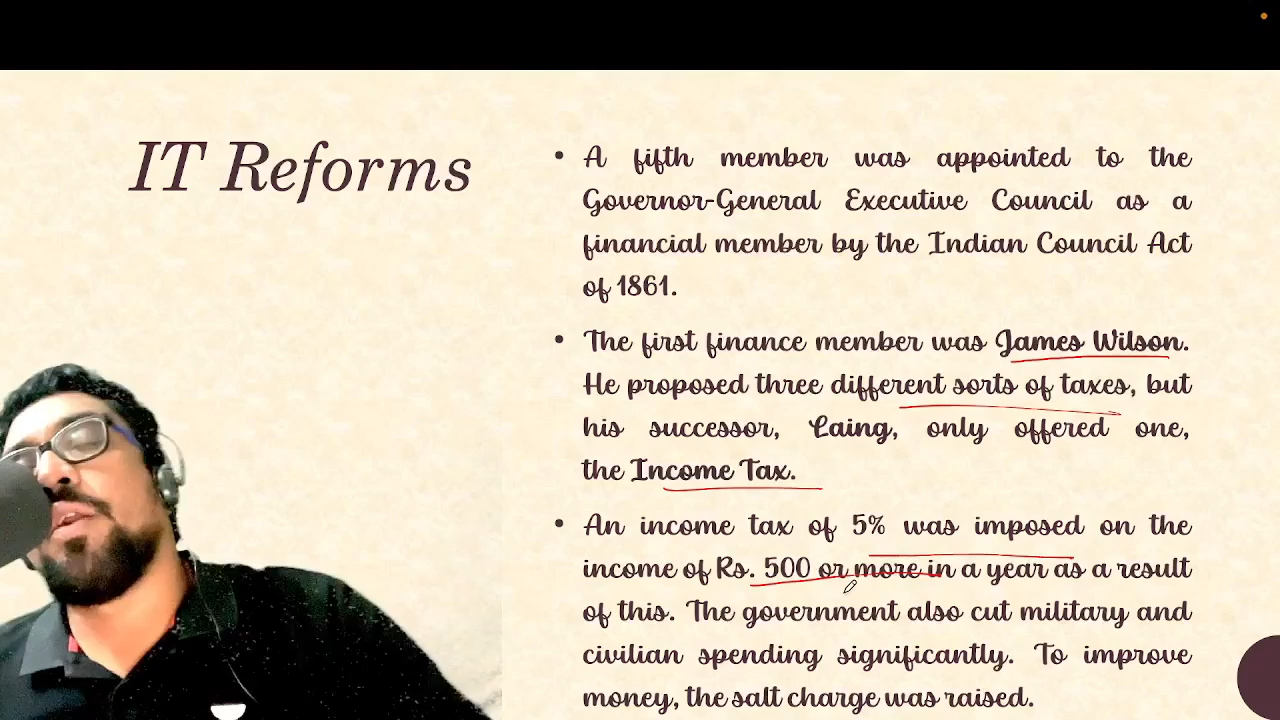 IT Reforms
• A fifth member was appointed to the
Governor-General Executive Council as a
financial member by the Indian Council Act
of 1861.
• The first finance member was James Wilson.
He proposed three different sorts of taxes, but
his successor, Laing, only offered one,
the Income Tax.
• An income tax of 5% was imposed on the
income of Rs. 500 or more in a year as a result
of this. The government also cut military and
civilian spending significantly. To improve
money, the salt charge was raised.